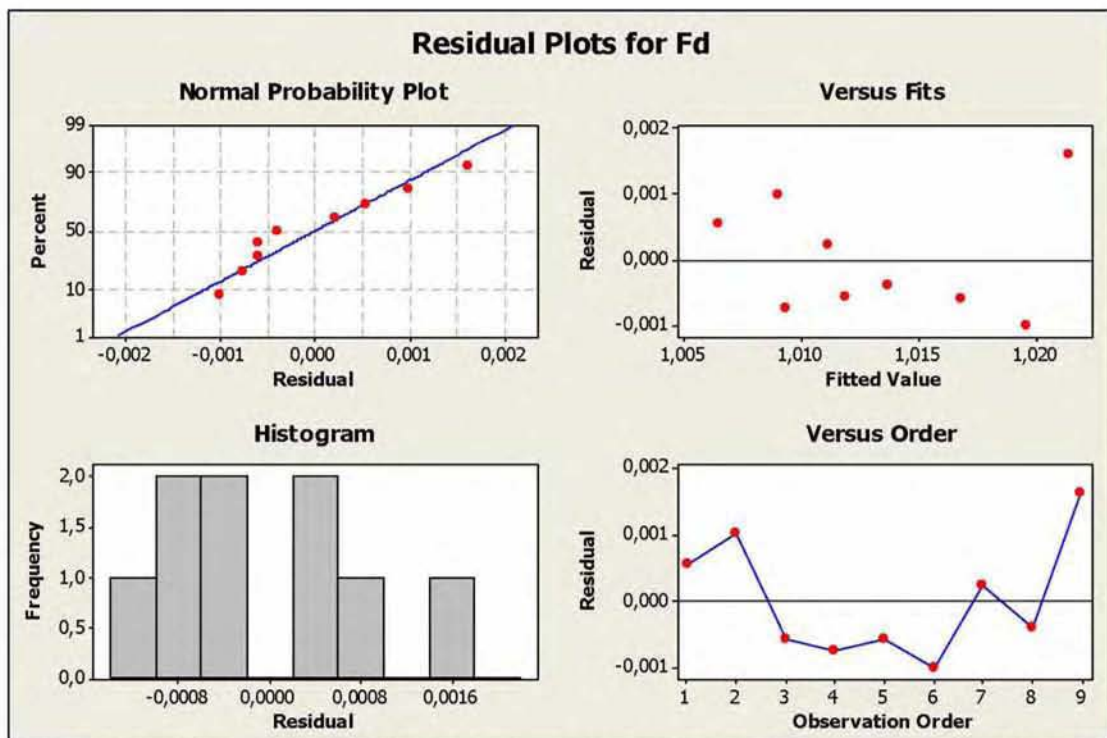 Residual Plots for Fd
Normal Probability Plot
99
90
50
10
1
Percent
-0,002 -0,001 0,000 0,001 0,002
Residual
Versus Fits
0,002
0,001
0,000
-0,001
Residual
1,005 1,010 1,015 1,020
Fitted Value
Histogram
2,0
1,5
1,0
0,5
0,0
Frequency
-0,0008 0,0000 0,0008 0,0016
Residual
Versus Order
0,002
0,001
0,000
-0,001
Residual
1 2 3 4 5 6 7 8 9
Observation Order